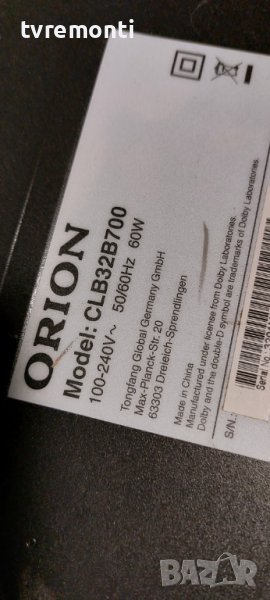 tvremonti
ORION
Model: CLB32B700
100-240V~ 50/60Hz 60W
Tongfang Global Germany GmbH
Max-Planck-Str. 20
63303 Dreieich-Sprendlingen
Made in China
Manufactured under license from Dolby Laboratories.
Dolby and the double-D symbol are trademarks of Dolby Laboratories.
S/N.:
Serial No.
BAZAR